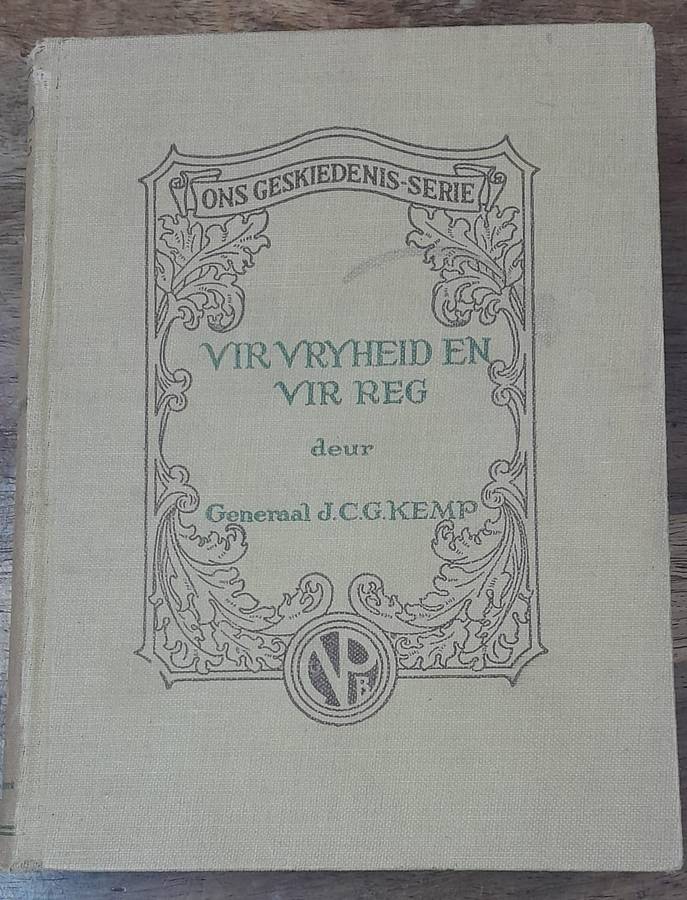 ONS GESKIEDENIS-SERIE
VIR VRYHEID EN
VIR REG
deur
Generaal J.C.G. KEMP